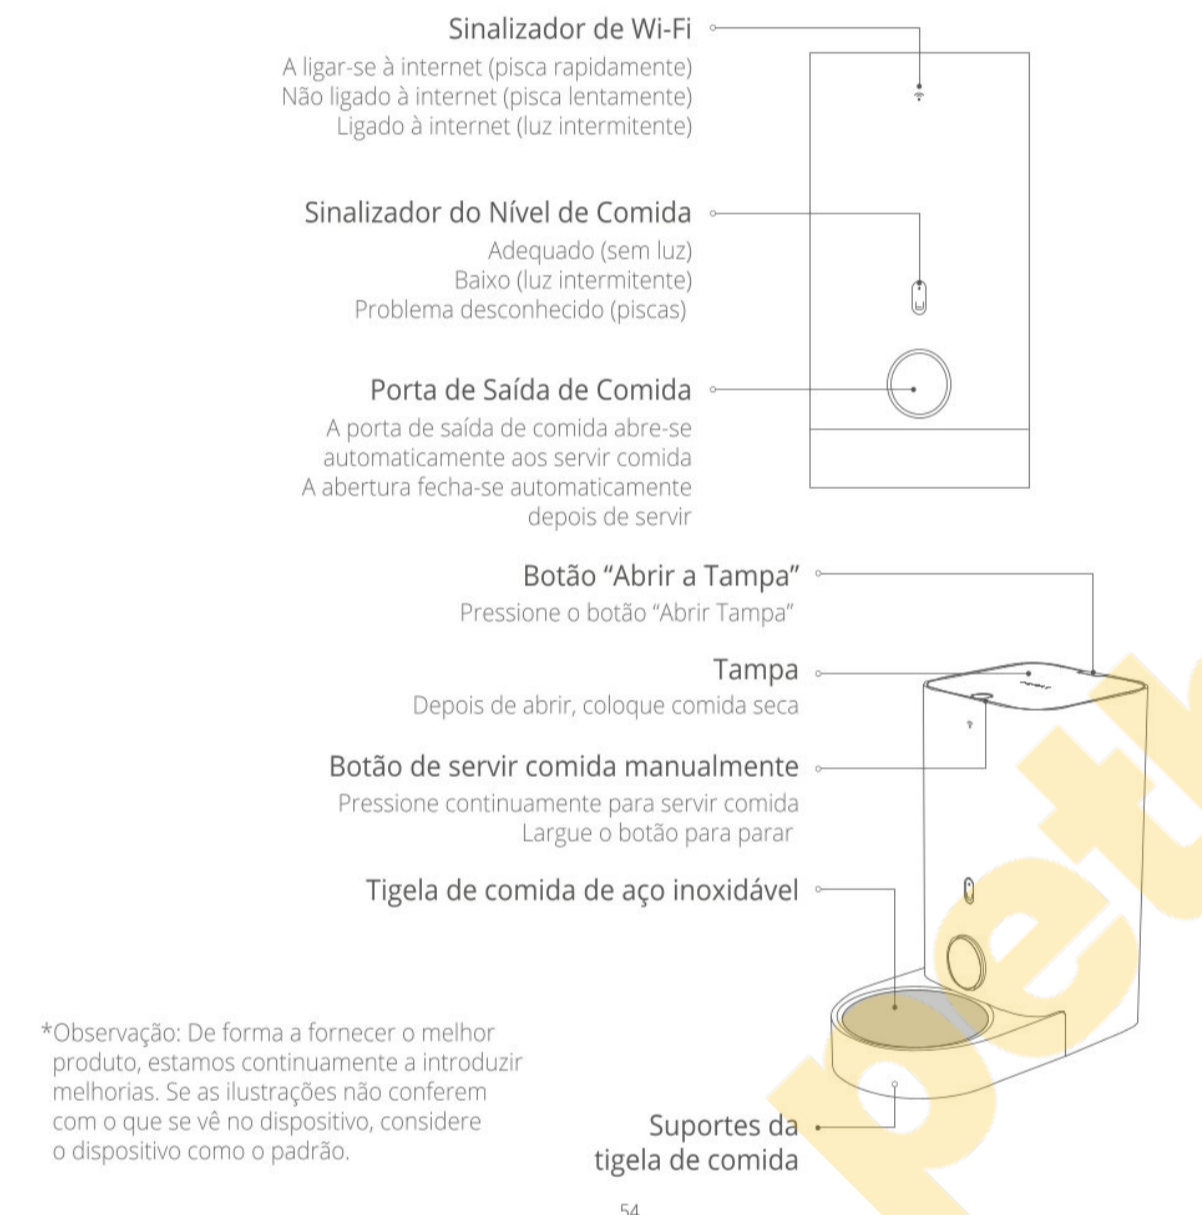 Sinalizador de Wi-Fi
A ligar-se à internet (pisca rapidamente)
Não ligado à internet (pisca lentamente)
Ligado à internet (luz intermitente)
Sinalizador do Nível de Comida
Adequado (sem luz)
Baixo (luz intermitente)
Problema desconhecido (piscas)
Porta de Saída de Comida
A porta de saída de comida abre-se
automaticamente aos servir comida
A abertura fecha-se automaticamente
depois de servir
Botão “Abrir a Tampa”
Pressione o botão “Abrir Tampa”
Tampa
Depois de abrir, coloque comida seca
Botão de servir comida manualmente
Pressione continuamente para servir comida
Largue o botão para parar
Tigela de comida de aço inoxidável
*Observação: De forma a fornecer o melhor
produto, estamos continuamente a introduzir
melhorias. Se as ilustrações não conferem
com o que se vê no dispositivo, considere
o dispositivo como o padrão.
Suportes da
tigela de comida
54